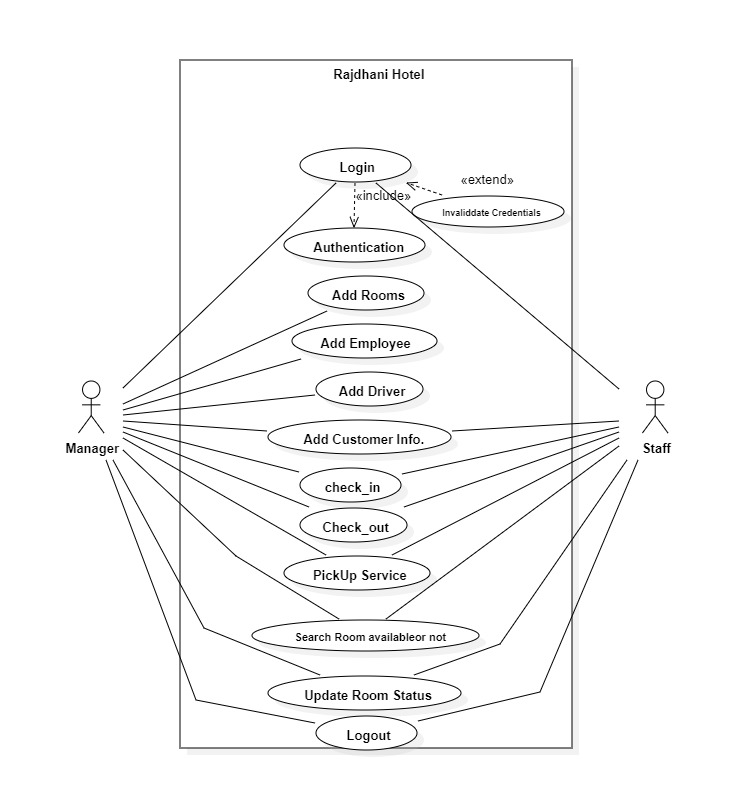 Rajdhani Hotel
Login
«extend»
«include»
Invaliddate Credentials
Authentication
Add Rooms
Add Employee
Add Driver
Manager
Add Customer Info.
Staff
check_in
Check_out
PickUp Service
Search Room availableor not
Update Room Status
Logout